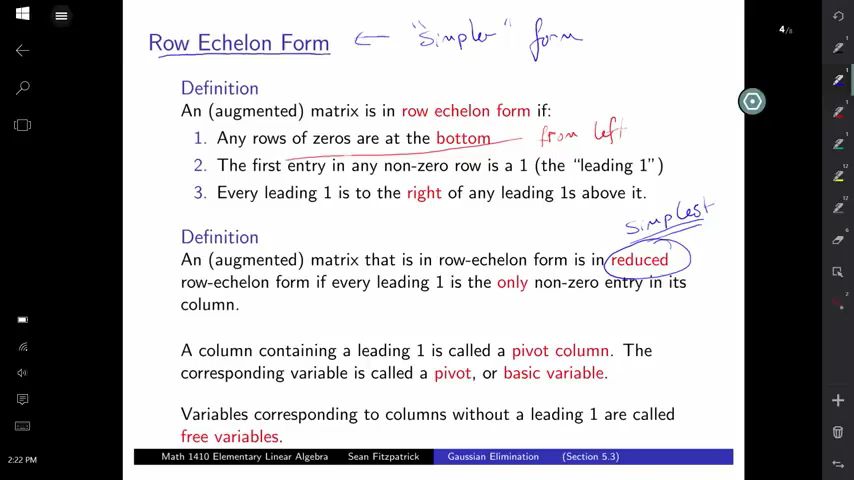 Row Echelon Form ← "simpler" form
4/8
Definition
An (augmented) matrix is in row echelon form if:
1. Any rows of zeros are at the bottom
from left
2. The first entry in any non-zero row is a 1 (the “leading 1”)
3. Every leading 1 is to the right of any leading 1s above it.
simplest
Definition
An (augmented) matrix that is in row-echelon form is in reduced
row-echelon form if every leading 1 is the only non-zero entry in its
column.
A column containing a leading 1 is called a pivot column. The
corresponding variable is called a pivot, or basic variable.
Variables corresponding to columns without a leading 1 are called
free variables.
Math 1410 Elementary Linear Algebra Sean Fitzpatrick Gaussian Elimination (Section 5.3)
2:22 PM